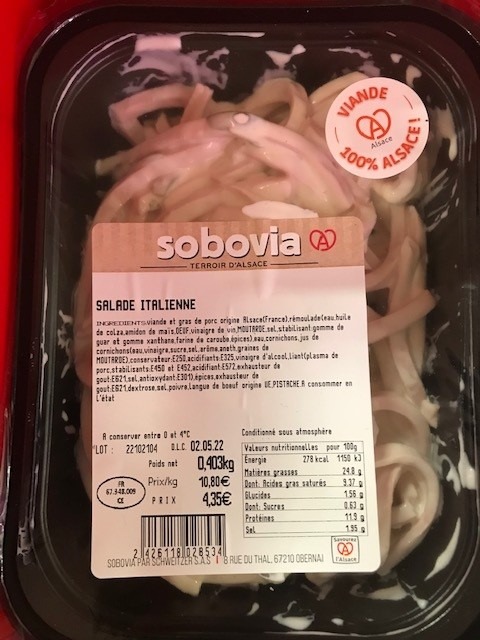 VIANDE
Alsace
100% ALSACE!
sobovia
TERROIR D'ALSACE
SALADE ITALIENNE
INGREDIENTS:viande et gras de porc origine Alsace(France),rémoulade(eau,huile
de colza,amidon de maïs,OEUF,vinaigre de vin,MOUTARDE,sel,stabilisant:gomme de
guar et gomme xanthane,farine de caroube,épices),eau,cornichons,jus de
cornichons(eau,vinaigre,sucre,sel,arôme,aneth,graines de
MOUTARDE),conservateur:E250,acidifiants:E325,vinaigre d'alcool,liant(plasma de
porc,stabilisants:E450 et E452,acidifiant:E572,exhausteur de
gout:E621,sel,antioxydant:E301),épices,exhausteur de
gout:E621,dextrose,sel,poivre,langue de boeuf origine UE,PISTACHE.A consommer en
l'état
A conserver entre 0 et 4°C
Conditionné sous atmosphère
LOT: 22102104 D.L.C 02.05.22
Poids net 0,403kg
Prix/kg 10,80€
PRIX 4,35€
FR
67.348.009
CE
Valeurs nutritionnelles pour 100g
Energie 278 kcal 1150 kJ
Matières grasses 24.8 g
Dont: Acides gras saturés 9.37 g
Glucides 1.56 g
Dont: Sucres 0.63 g
Protéines 11.9 g
Sel 1.95 g
2 426118 028534
Savourez
l'Alsace
SOBOVIA PAR SCHWEITZER S.A.S 8 RUE DU THAL, 67210 OBERNAI